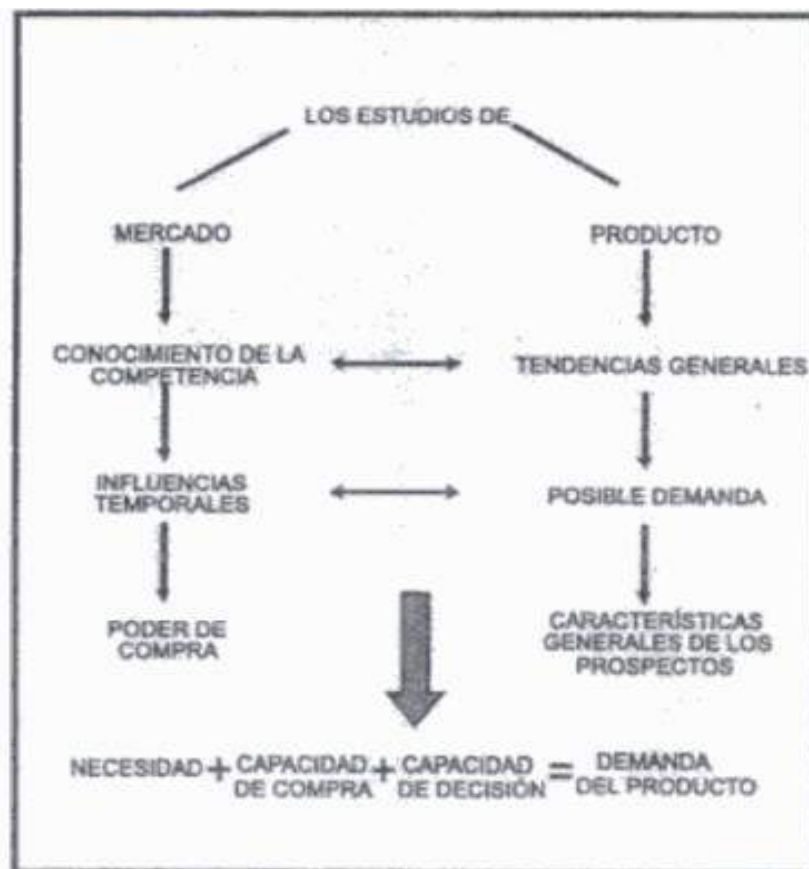 LOS ESTUDIOS DE
MERCADO
PRODUCTO
CONOCIMIENTO DE LA
COMPETENCIA
TENDENCIAS GENERALES
INFLUENCIAS
TEMPORALES
POSIBLE DEMANDA
PODER DE
COMPRA
CARACTERÍSTICAS
GENERALES DE LOS
PROSPECTOS
NECESIDAD + CAPACIDAD + CAPACIDAD = DEMANDA
DE COMPRA DE DECISIÓN DEL PRODUCTO